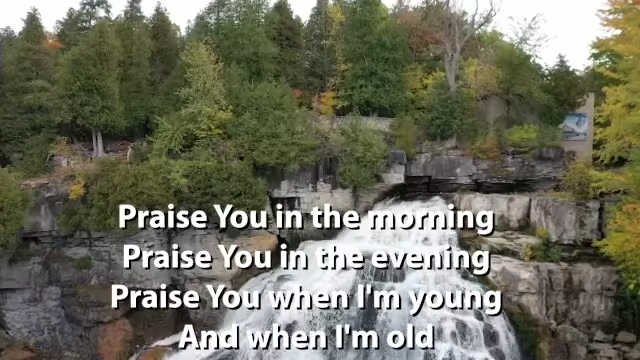 Praise You in the morning
Praise You in the evening
Praise You when I'm young
And when I'm old